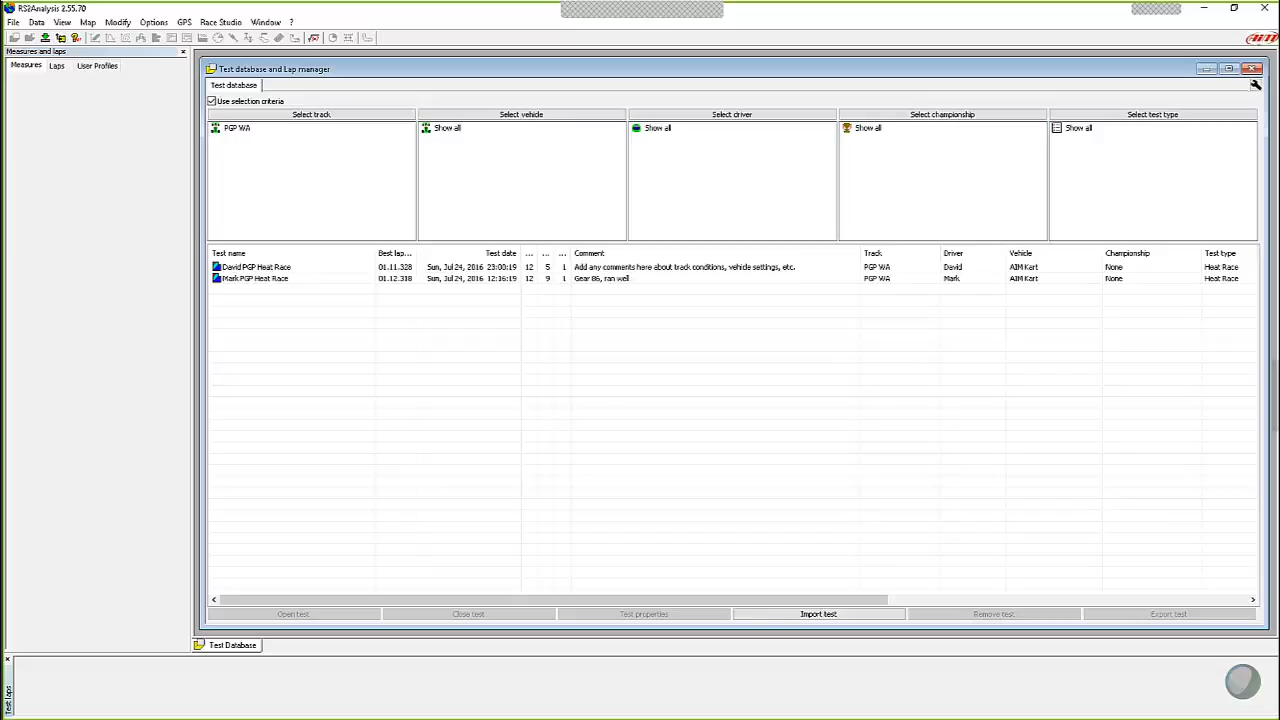 RS2Analysis 2.55.70
File Data View Map Modify Options GPS Race Studio Window ?
Measures and laps
Measures Laps User Profiles
Test database and Lap manager
Test database
Use selection criteria
Select track Select vehicle Select driver Select championship Select test type
PGP WA Show all Show all Show all Show all
Test name Best lap... Test date ... ... ... Comment Track Driver Vehicle Championship Test type
David PGP Heat Race 01.11.328 Sun, Jul 24, 2016 23:00:19 12 5 1 Add any comments here about track conditions, vehicle settings, etc. PGP WA David AIM Kart None Heat Race
Mark PGP Heat Race 01.12.318 Sun, Jul 24, 2016 12:16:19 12 9 1 Gear 86, ran well PGP WA Mark AIM Kart None Heat Race
Open test Close test Test properties Import test Remove test Export test
Test Database
Test laps